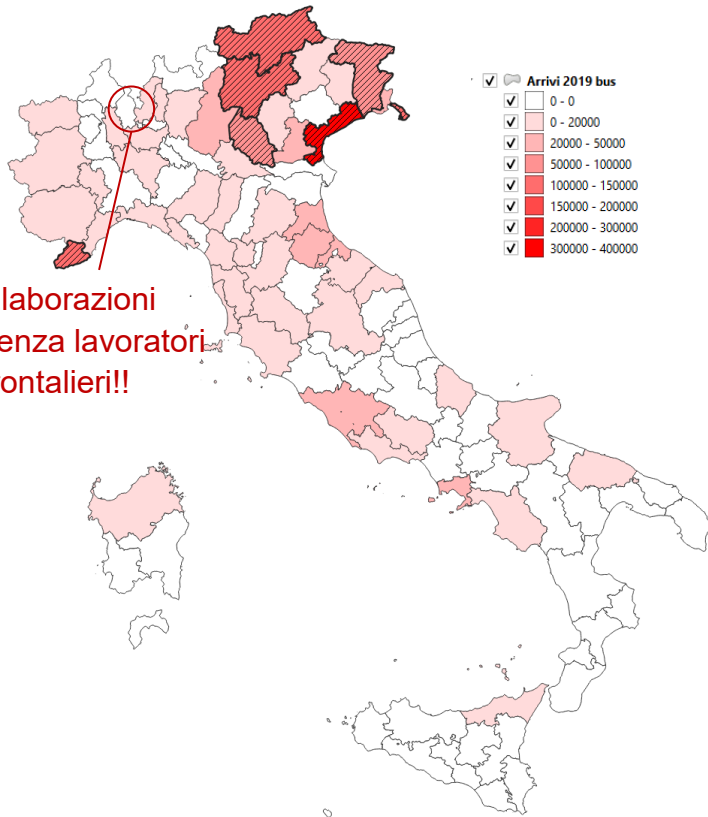 Arrivi 2019 bus
0 - 0
0 - 20000
20000 - 50000
50000 - 100000
100000 - 150000
150000 - 200000
200000 - 300000
300000 - 400000
laborazioni
enza lavoratori
ontalieri!!